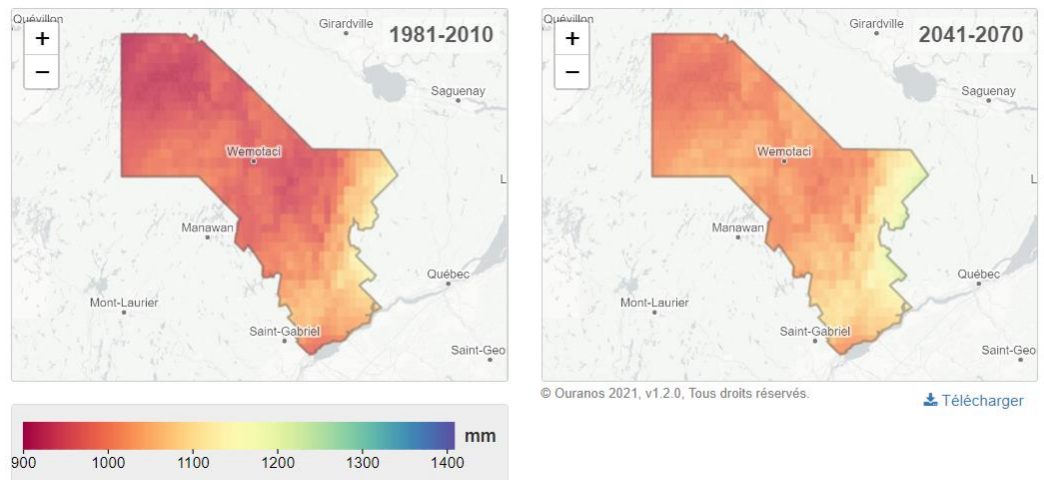 Quévillon
Girardville
1981-2010
+
−
Saguenay
Wemotaci
Manawan
Québec
Mont-Laurier
Saint-Gabriel
Saint-Geo
L
Quévillon
Girardville
2041-2070
+
−
Saguenay
Wemotaci
Manawan
Québec
Mont-Laurier
Saint-Gabriel
Saint-Geo
L
© Ouranos 2021, v1.2.0, Tous droits réservés.
Télécharger
mm
900 1000 1100 1200 1300 1400